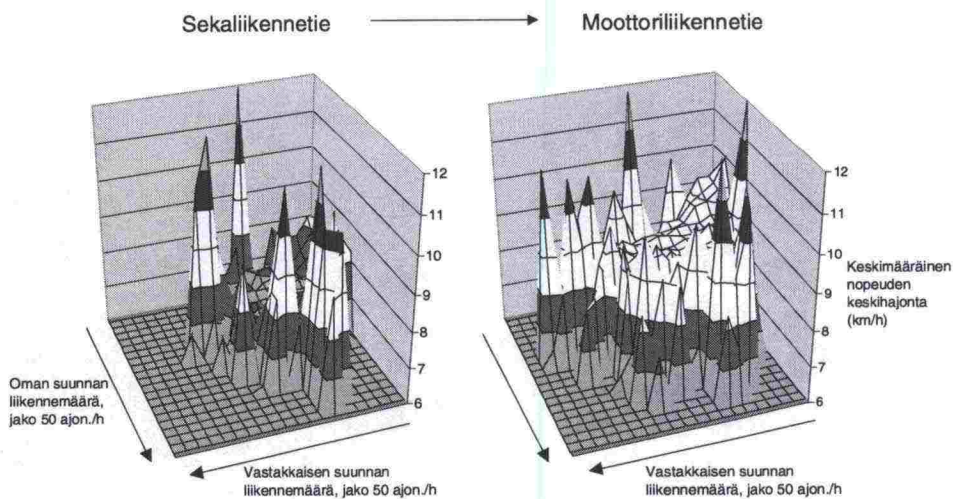 Sekaliikennetie
Moottoriliikennetie
12
11
10
9
8
7
6
Oman suunnan
liikennemäärä,
jako 50 ajon./h
Vastakkaisen suunnan
liikennemäärä, jako 50 ajon./h
12
11
10
9
8
7
6
Keskimääräinen
nopeuden
keskihajonta
(km/h)
Vastakkaisen suunnan
liikennemäärä, jako 50 ajon./h